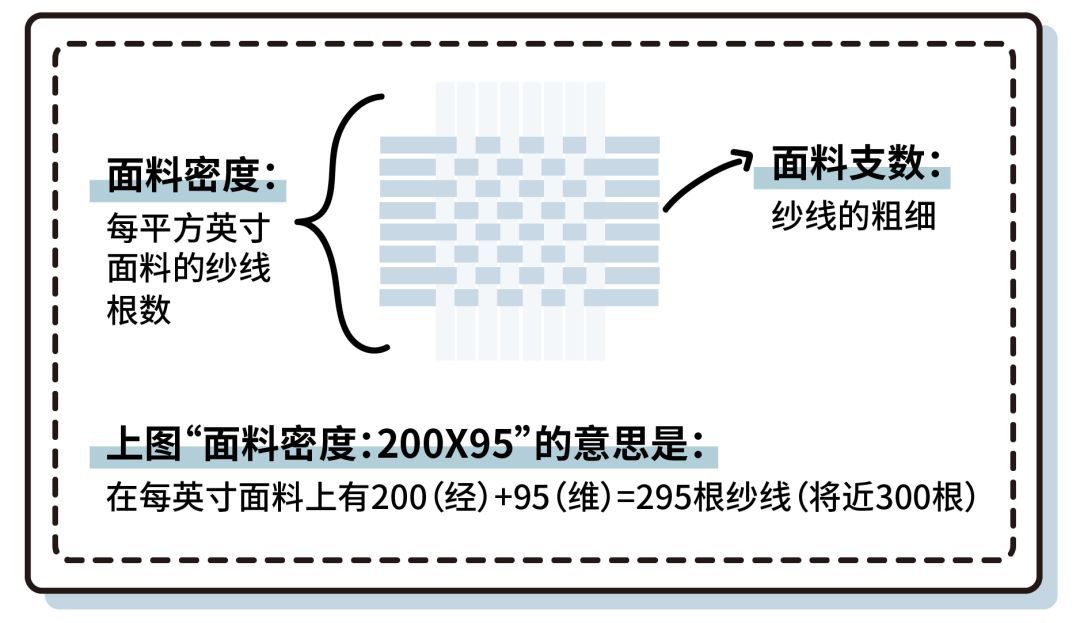 面料密度：
每平方英寸
面料的纱线
根数
面料支数：
纱线的粗细
上图“面料密度：200X95”的意思是：
在每英寸面料上有200（经）+95（维）=295根纱线（将近300根）